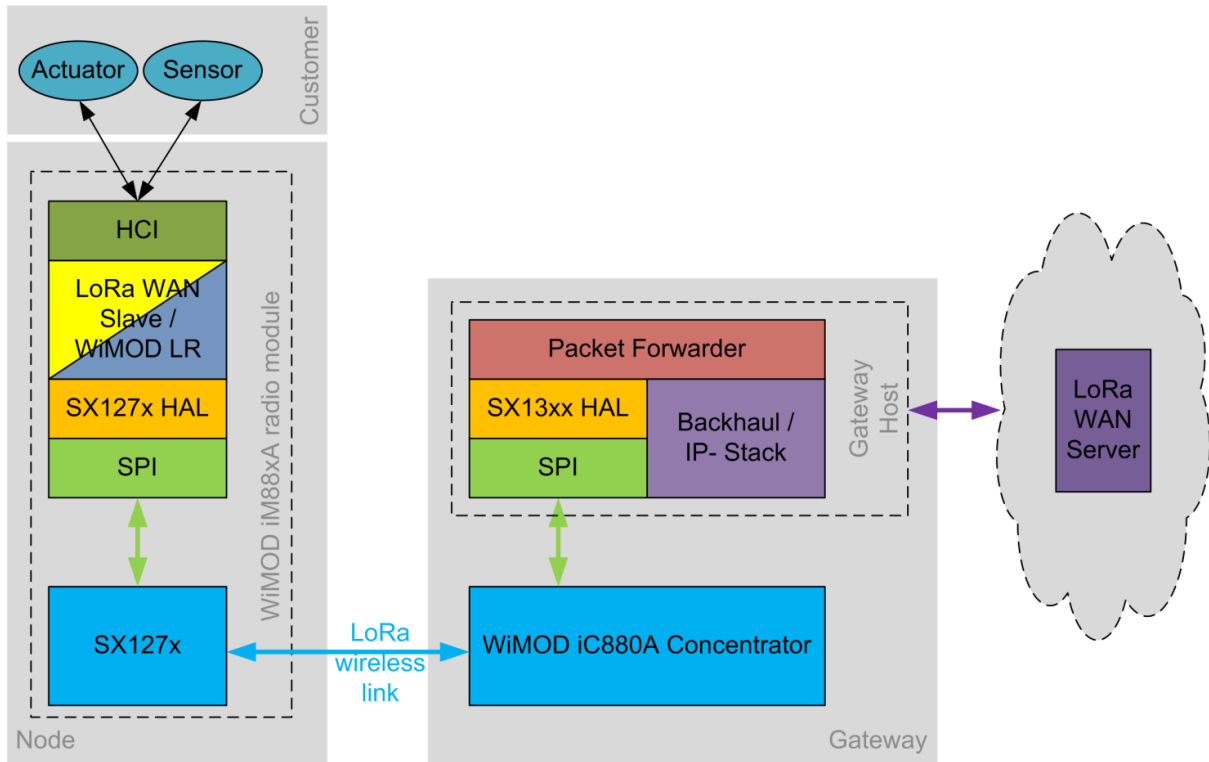 Actuator
Sensor
Customer
HCI
LoRa WAN
Slave /
WiMOD LR
SX127x HAL
SPI
WiMOD iM88xA radio module
SX127x
Node
LoRa
wireless
link
Packet Forwarder
SX13xx HAL
SPI
Backhaul /
IP- Stack
Gateway
Host
WiMOD iC880A Concentrator
Gateway
LoRa
WAN
Server